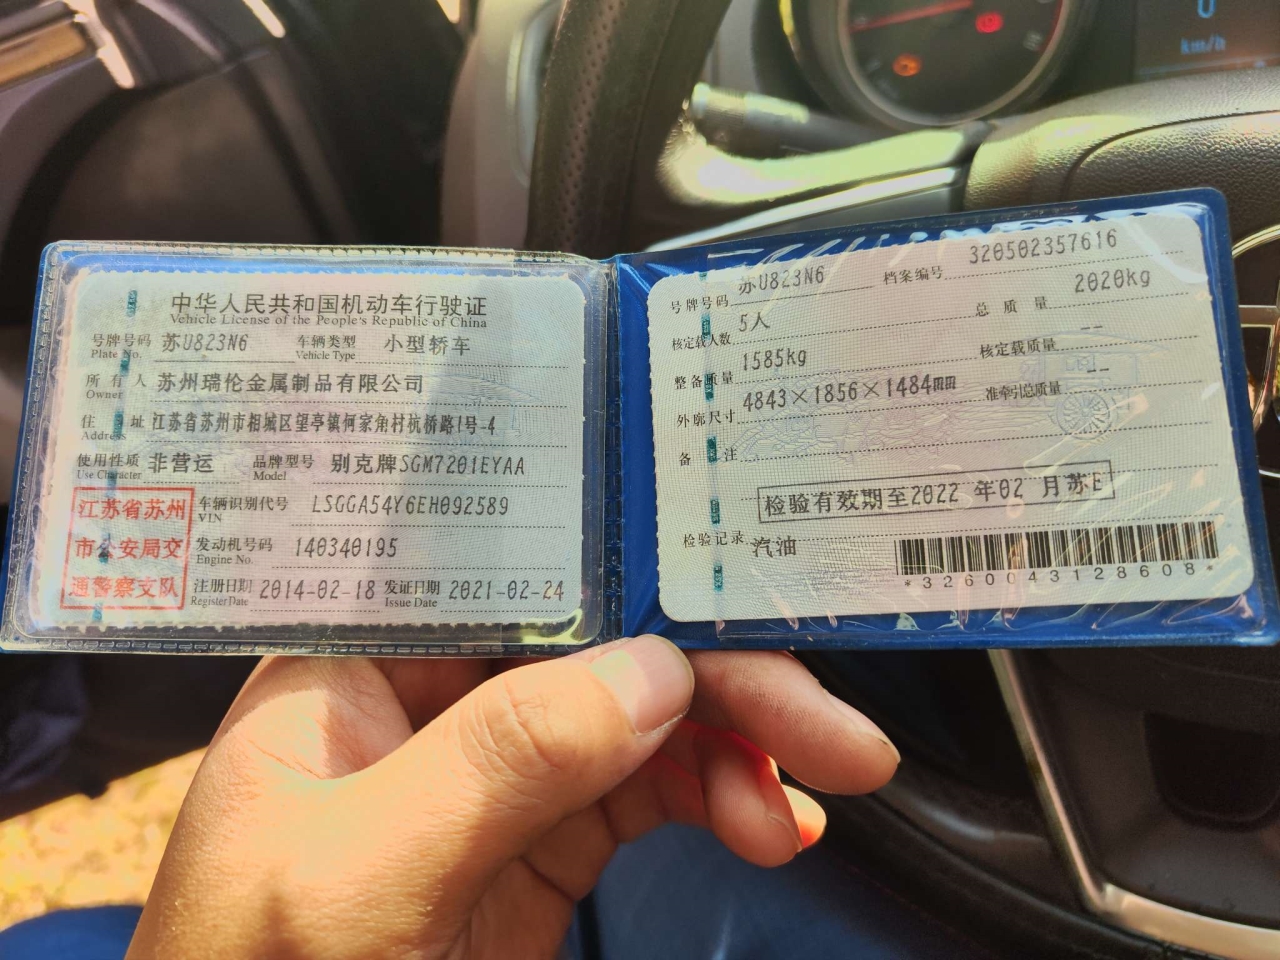 中华人民共和国机动车行驶证
Vehicle License of the People's Republic of China
号牌号码 苏U823N6 车辆类型 小型轿车
Plate No. Vehicle Type
所有人 苏州瑞伦金属制品有限公司
Owner
住址 江苏省苏州市相城区望亭镇何家角村杭桥路1号-4
Address
使用性质 非营运 品牌型号 别克牌SGM7201EYAA
Use Character Model
江苏省苏州
市公安局交
通警察支队
车辆识别代号 LSGGA54Y6EH092589
VIN
发动机号码 140340195
Engine No.
注册日期 2014-02-18 发证日期 2021-02-24
Register Date Issue Date
号牌号码 苏U823N6 档案编号 320502357616
核定载人数 5人 总质量 2020kg
整备质量 1585kg 核定载质量 --
外廓尺寸 4843×1856×1484mm 准牵引总质量 --
备注
检验有效期至2022年02月苏E
检验记录 汽油
*3260043128608*
km/h
0